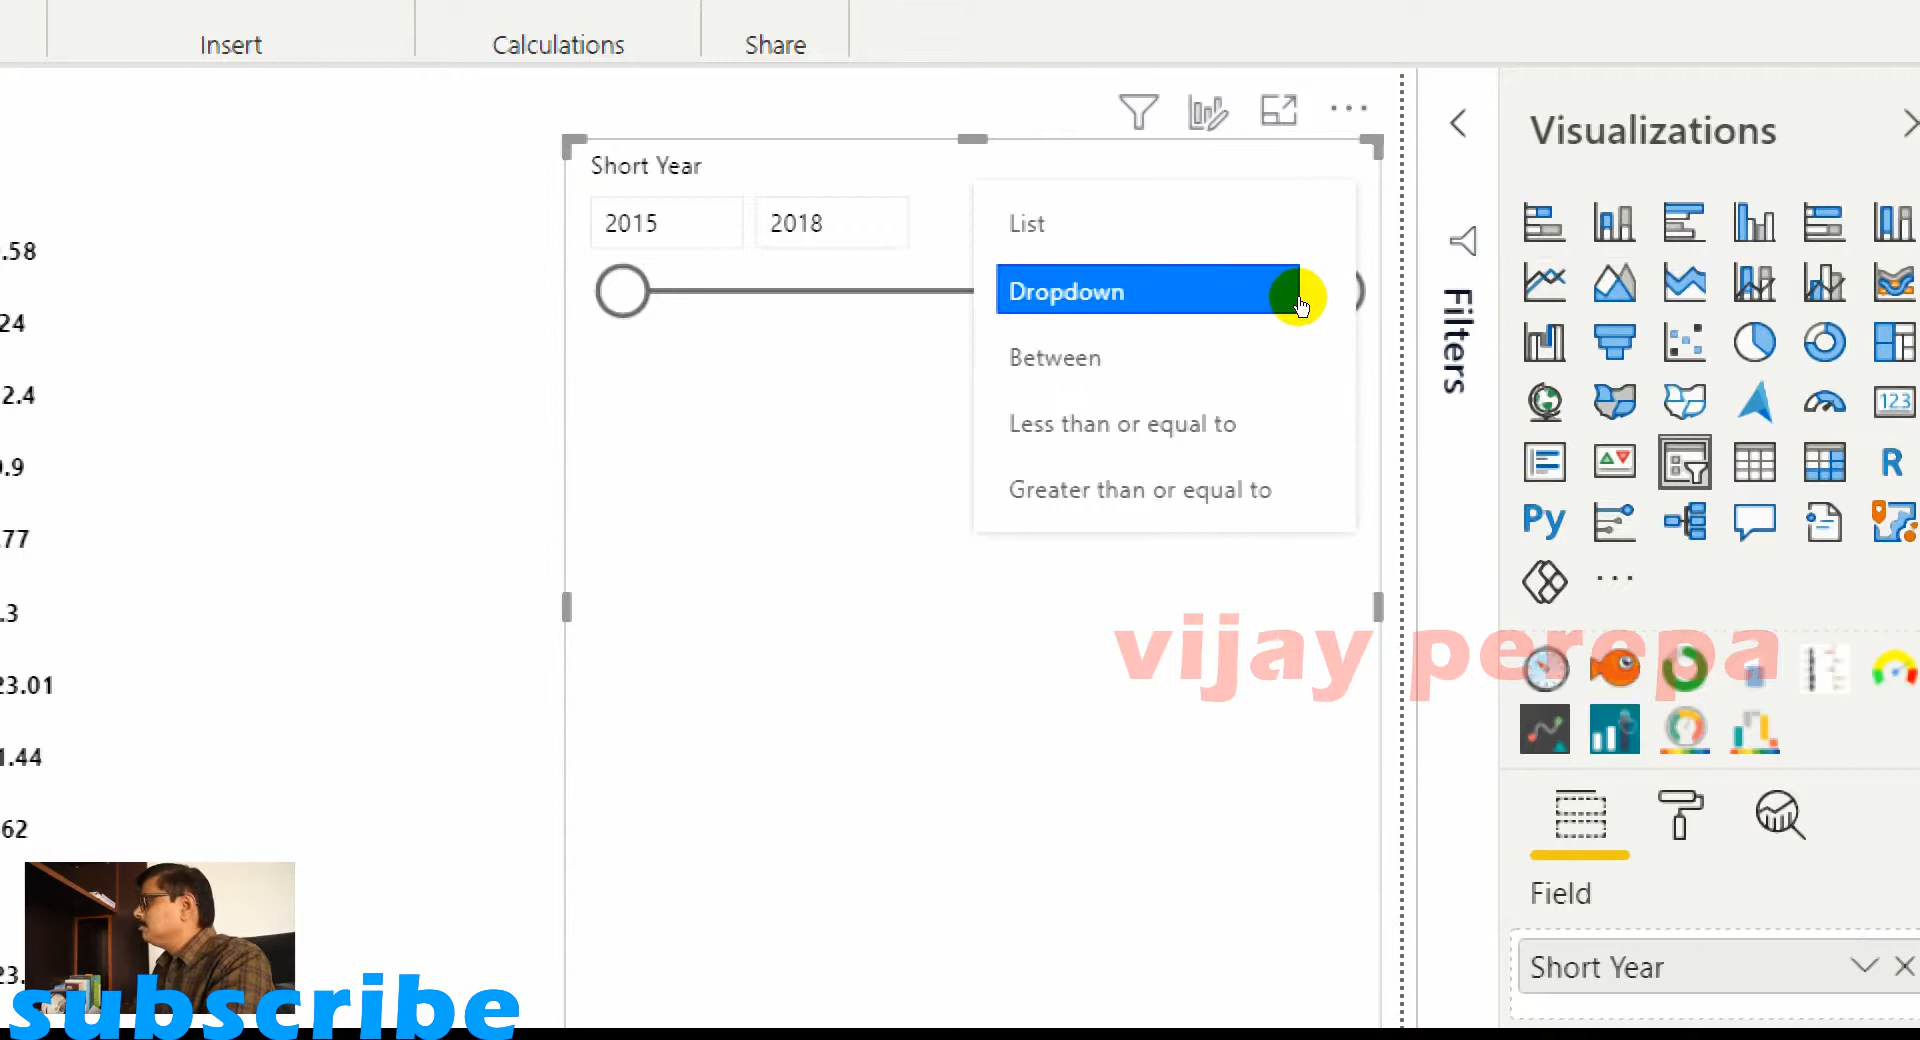 Insert
Calculations
Share
Visualizations
Short Year
2015
2018
List
Dropdown
Between
Less than or equal to
Greater than or equal to
Filters
.58
24
2.4
.9
77
.3
23.01
1.44
62
23.
123
R
Py
vijay perepa
Field
Short Year
subscribe